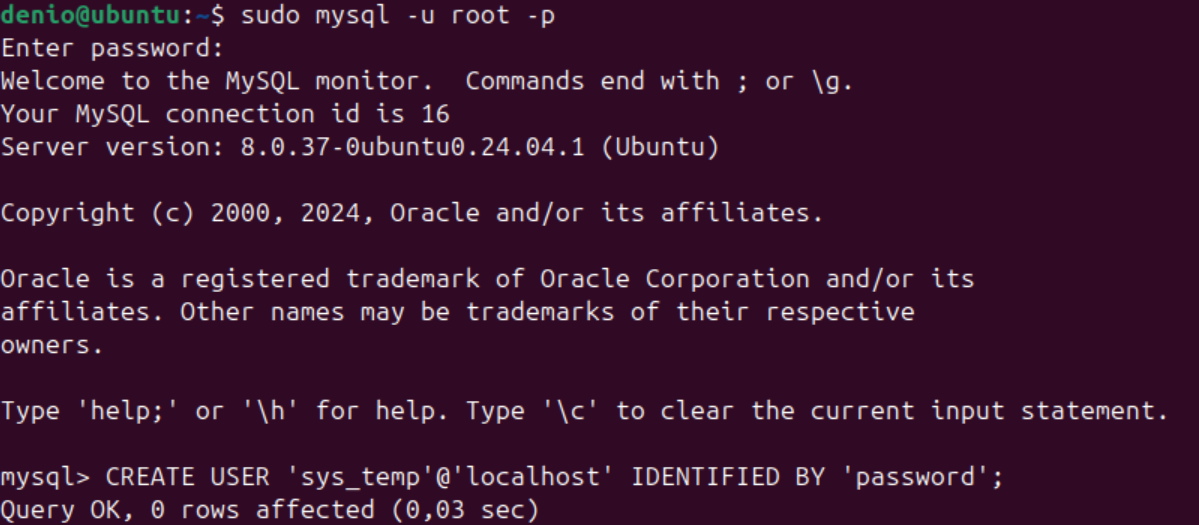 denio@ubuntu:~$ sudo mysql -u root -p
Enter password:
Welcome to the MySQL monitor.  Commands end with ; or \g.
Your MySQL connection id is 16
Server version: 8.0.37-0ubuntu0.24.04.1 (Ubuntu)
Copyright (c) 2000, 2024, Oracle and/or its affiliates.
Oracle is a registered trademark of Oracle Corporation and/or its
affiliates. Other names may be trademarks of their respective
owners.
Type 'help;' or '\h' for help. Type '\c' to clear the current input statement.
mysql> CREATE USER 'sys_temp'@'localhost' IDENTIFIED BY 'password';
Query OK, 0 rows affected (0,03 sec)